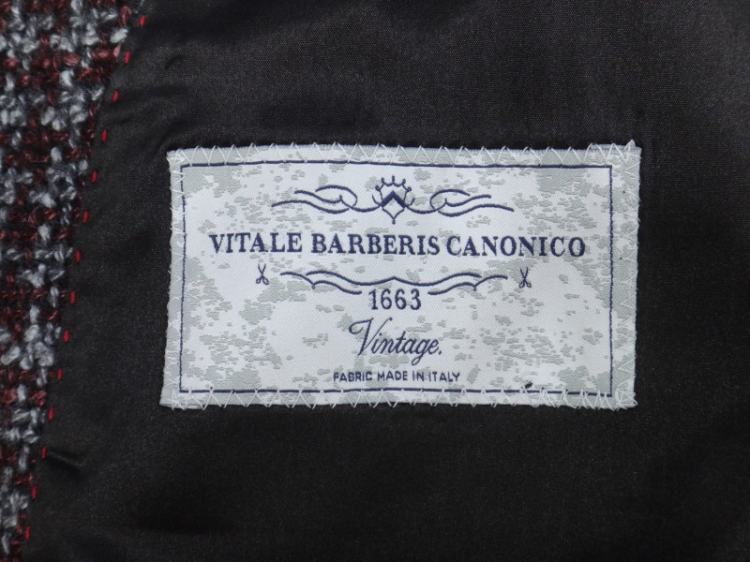 VITALE BARBERIS CANONICO
1663
Vintage.
FABRIC MADE IN ITALY